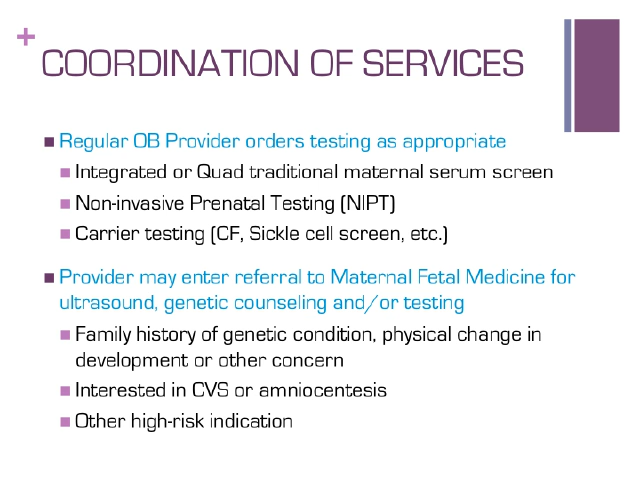 +
COORDINATION OF SERVICES
Regular OB Provider orders testing as appropriate
Integrated or Quad traditional maternal serum screen
Non-invasive Prenatal Testing (NIPT)
Carrier testing (CF, Sickle cell screen, etc.)
Provider may enter referral to Maternal Fetal Medicine for
ultrasound, genetic counseling and/or testing
Family history of genetic condition, physical change in
development or other concern
Interested in CVS or amniocentesis
Other high-risk indication